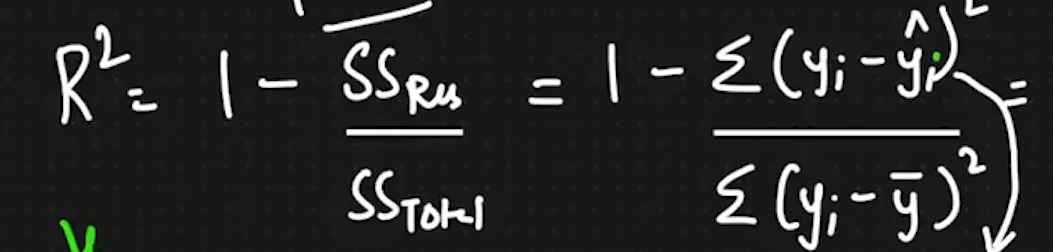 R² = 1 - SS_Res / SS_Total = 1 - Σ(yᵢ - ŷᵢ)² / Σ(yᵢ - ȳ)² =